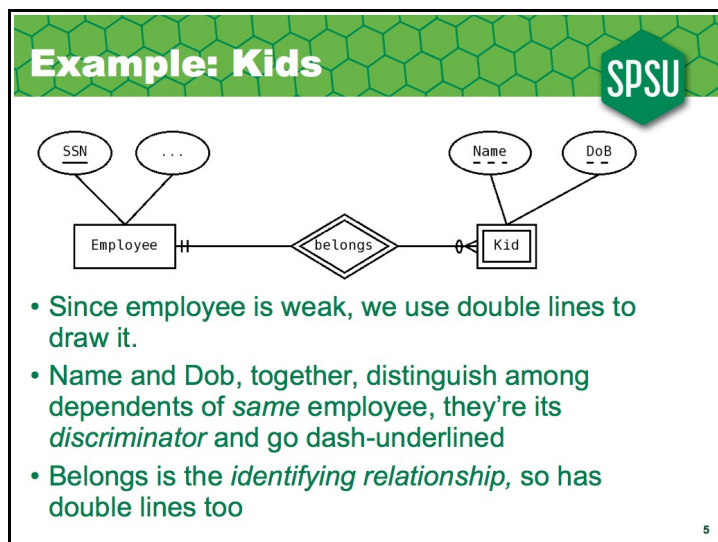 Example: Kids
SPSU
SSN
...
Name
DoB
Employee
belongs
Kid
• Since employee is weak, we use double lines to
draw it.
• Name and Dob, together, distinguish among
dependents of same employee, they’re its
discriminator and go dash-underlined
• Belongs is the identifying relationship, so has
double lines too
5